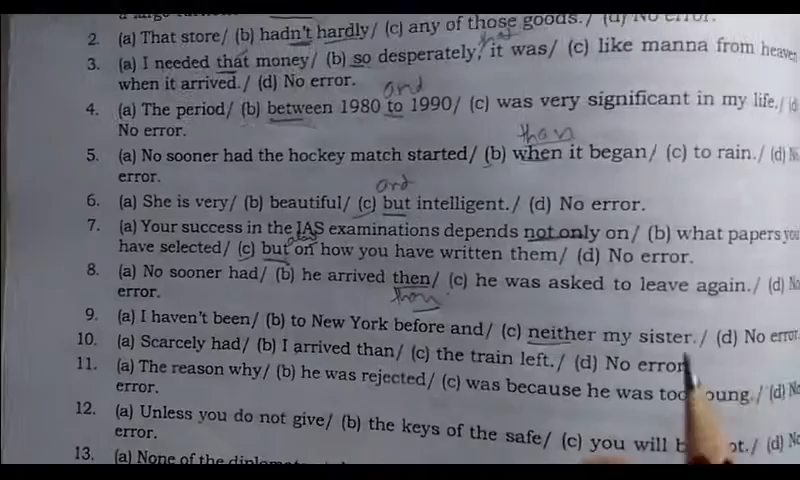 2. (a) That store/ (b) hadn't hardly/ (c) any of those goods./ (d) No error.
that
3. (a) I needed that money/ (b) so desperately, it was/ (c) like manna from heaven
when it arrived./ (d) No error.
and
4. (a) The period/ (b) between 1980 to 1990/ (c) was very significant in my life./ (d)
No error.
than
5. (a) No sooner had the hockey match started/ (b) when it began/ (c) to rain./ (d) No
error.
and
6. (a) She is very/ (b) beautiful/ (c) but intelligent./ (d) No error.
7. (a) Your success in the IAS examinations depends not only on/ (b) what papers you
also
have selected/ (c) but on how you have written them/ (d) No error.
8. (a) No sooner had/ (b) he arrived then/ (c) he was asked to leave again./ (d) No
error.
than
9. (a) I haven't been/ (b) to New York before and/ (c) neither my sister./ (d) No error.
10. (a) Scarcely had/ (b) I arrived than/ (c) the train left./ (d) No error
11. (a) The reason why/ (b) he was rejected/ (c) was because he was too young./ (d) No
error.
12. (a) Unless you do not give/ (b) the keys of the safe/ (c) you will b ot./ (d) No
error.
13. (a) None of the